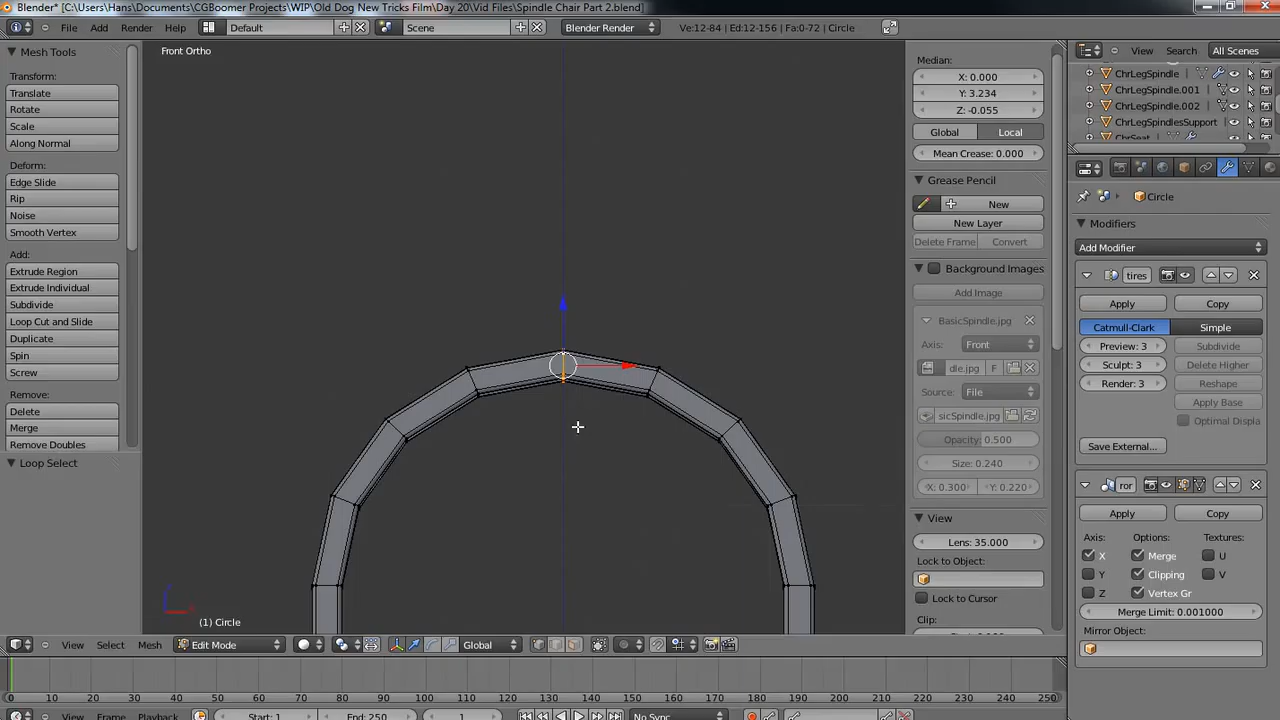 Blender* [C:\Users\Hans\Documents\CGBoomer Projects\WIP\Old Dog New Tricks Film\Day 20\Vid Files\Spindle Chair Part 2.blend]
File Add Render Help Default Scene Blender Render Ve:12-84 | Ed:12-156 | Fa:0-72 | Circle
View Search All Scenes
Mesh Tools
Transform:
Translate
Rotate
Scale
Along Normal
Deform:
Edge Slide
Rip
Noise
Smooth Vertex
Add:
Extrude Region
Extrude Individual
Subdivide
Loop Cut and Slide
Duplicate
Spin
Screw
Remove:
Delete
Merge
Remove Doubles
Loop Select
Front Ortho
(1) Circle
Median:
X: 0.000
Y: 3.234
Z: -0.055
Global Local
Mean Crease: 0.000
Grease Pencil
New
New Layer
Delete Frame Convert
Background Images
Add Image
BasicSpindle.jpg
Axis: Front
dle.jpg F
Source: File
sicSpindle.jpg
Opacity: 0.500
Size: 0.240
X: 0.300 Y: 0.220
View
Lens: 35.000
Lock to Object:
Lock to Cursor
Clip:
ChrLegSpindle
ChrLegSpindle.001
ChrLegSpindle.002
ChrLegSpindlesSupport
ChrSeat
Circle
Modifiers
Add Modifier
tires
Apply Copy
Catmull-Clark Simple
Preview: 3 Subdivide
Sculpt: 3 Delete Higher
Render: 3 Reshape
Apply Base
Optimal Displa
Save External...
ror
Apply Copy
Axis: Options: Textures:
X Merge U
Y Clipping V
Z Vertex Gr
Merge Limit: 0.001000
Mirror Object:
View Select Mesh Edit Mode Global
0 10 20 30 40 50 60 70 80 90 100 110 120 130 140 150 160 170 180 190 200 210 220 230 240 250
View Frame Playback Start: 1 End: 250 1 No Sync